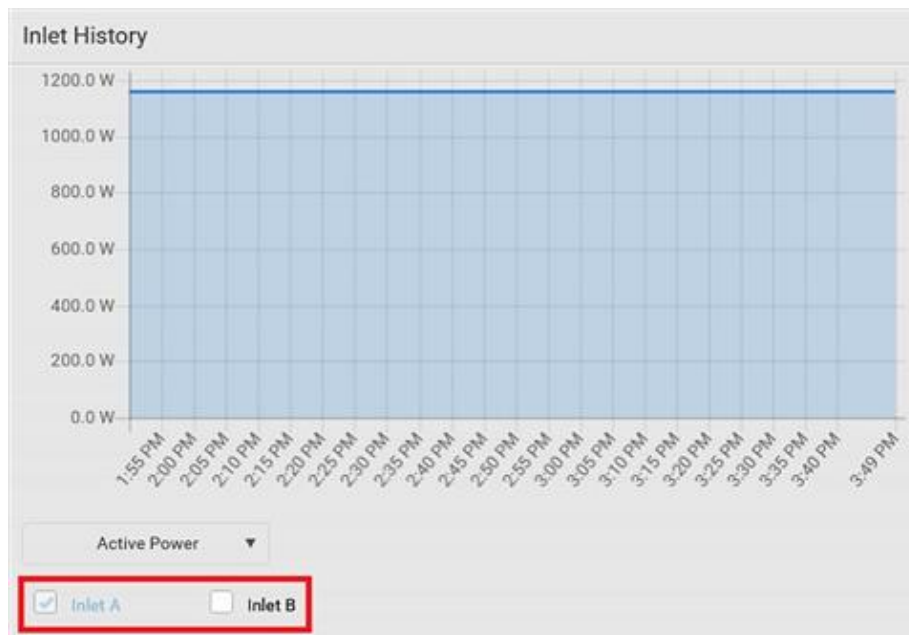 Inlet History
1200.0 W
1000.0 W
800.0 W
600.0 W
400.0 W
200.0 W
0.0 W
1:55 PM
2:00 PM
2:05 PM
2:10 PM
2:15 PM
2:20 PM
2:25 PM
2:30 PM
2:35 PM
2:40 PM
2:45 PM
2:50 PM
2:55 PM
3:00 PM
3:05 PM
3:10 PM
3:15 PM
3:20 PM
3:25 PM
3:30 PM
3:35 PM
3:40 PM
3:49 PM
Active Power
Inlet A Inlet B